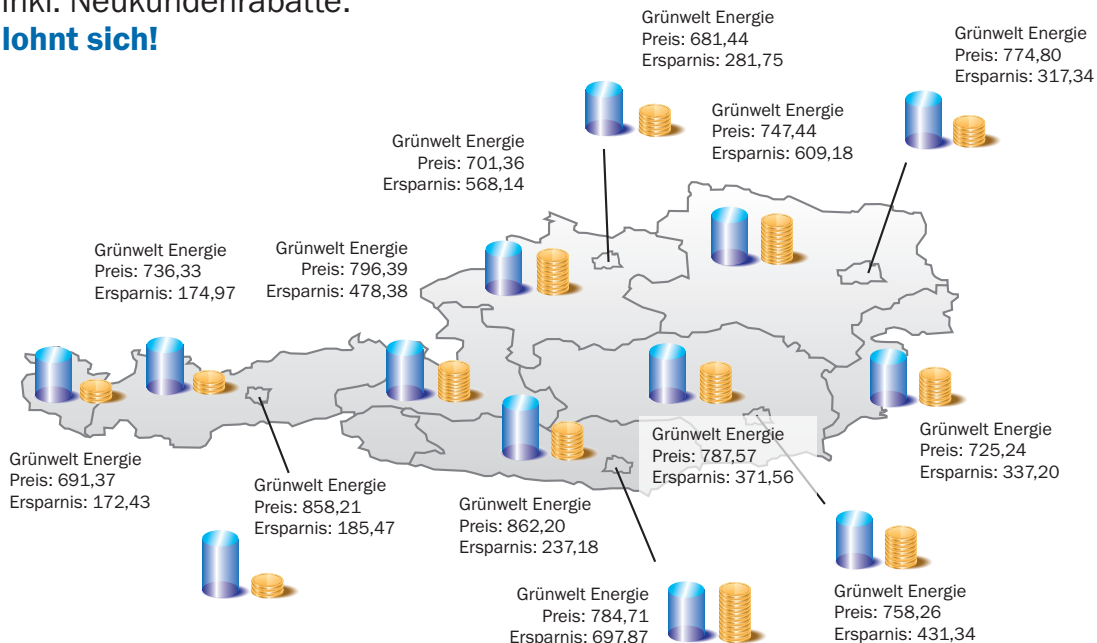 inkl. Neukundenrabatte.
lohnt sich!
Grünwelt Energie
Preis: 681,44
Ersparnis: 281,75
Grünwelt Energie
Preis: 774,80
Ersparnis: 317,34
Grünwelt Energie
Preis: 747,44
Ersparnis: 609,18
Grünwelt Energie
Preis: 701,36
Ersparnis: 568,14
Grünwelt Energie
Preis: 736,33
Ersparnis: 174,97
Grünwelt Energie
Preis: 796,39
Ersparnis: 478,38
Grünwelt Energie
Preis: 691,37
Ersparnis: 172,43
Grünwelt Energie
Preis: 858,21
Ersparnis: 185,47
Grünwelt Energie
Preis: 862,20
Ersparnis: 237,18
Grünwelt Energie
Preis: 787,57
Ersparnis: 371,56
Grünwelt Energie
Preis: 725,24
Ersparnis: 337,20
Grünwelt Energie
Preis: 784,71
Ersparnis: 697,87
Grünwelt Energie
Preis: 758,26
Ersparnis: 431,34